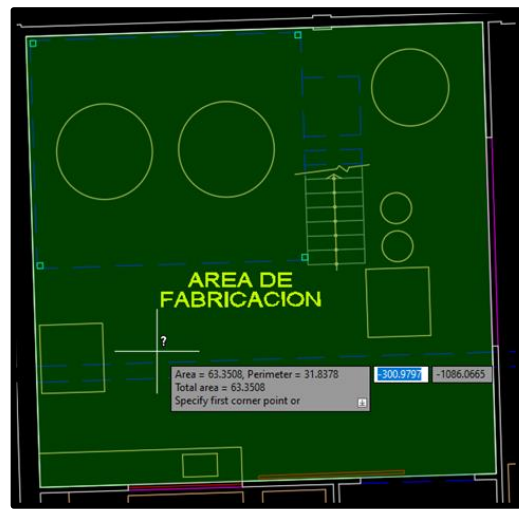 AREA DE
FABRICACION
?
Area = 63.3508, Perimeter = 31.8378
Total area = 63.3508
Specify first corner point or
-300.9797
-1086.0665